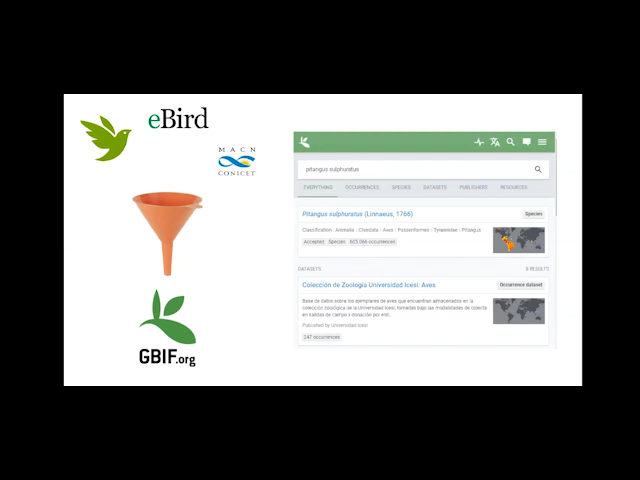 eBird
MACN
CONICET
GBIF.org
pitangus sulphuratus
EVERYTHING OCCURRENCES SPECIES DATASETS PUBLISHERS RESOURCES
Pitangus sulphuratus (Linnaeus, 1766)
Species
Classification : Animalia › Chordata › Aves › Passeriformes › Tyrannidae › Pitangus
Accepted Species 625 066 occurrences
DATASETS
8 RESULTS
Colección de Zoología Universidad Icesi: Aves
Occurrence dataset
Base de datos sobre los ejemplares de aves que encuentran almacenados en la
colección zoológica de la Universidad Icesi, tomadas bajo las modalidades de colecta
en salidas de campo y donación por enti...
Published by Universidad Icesi
247 occurrences